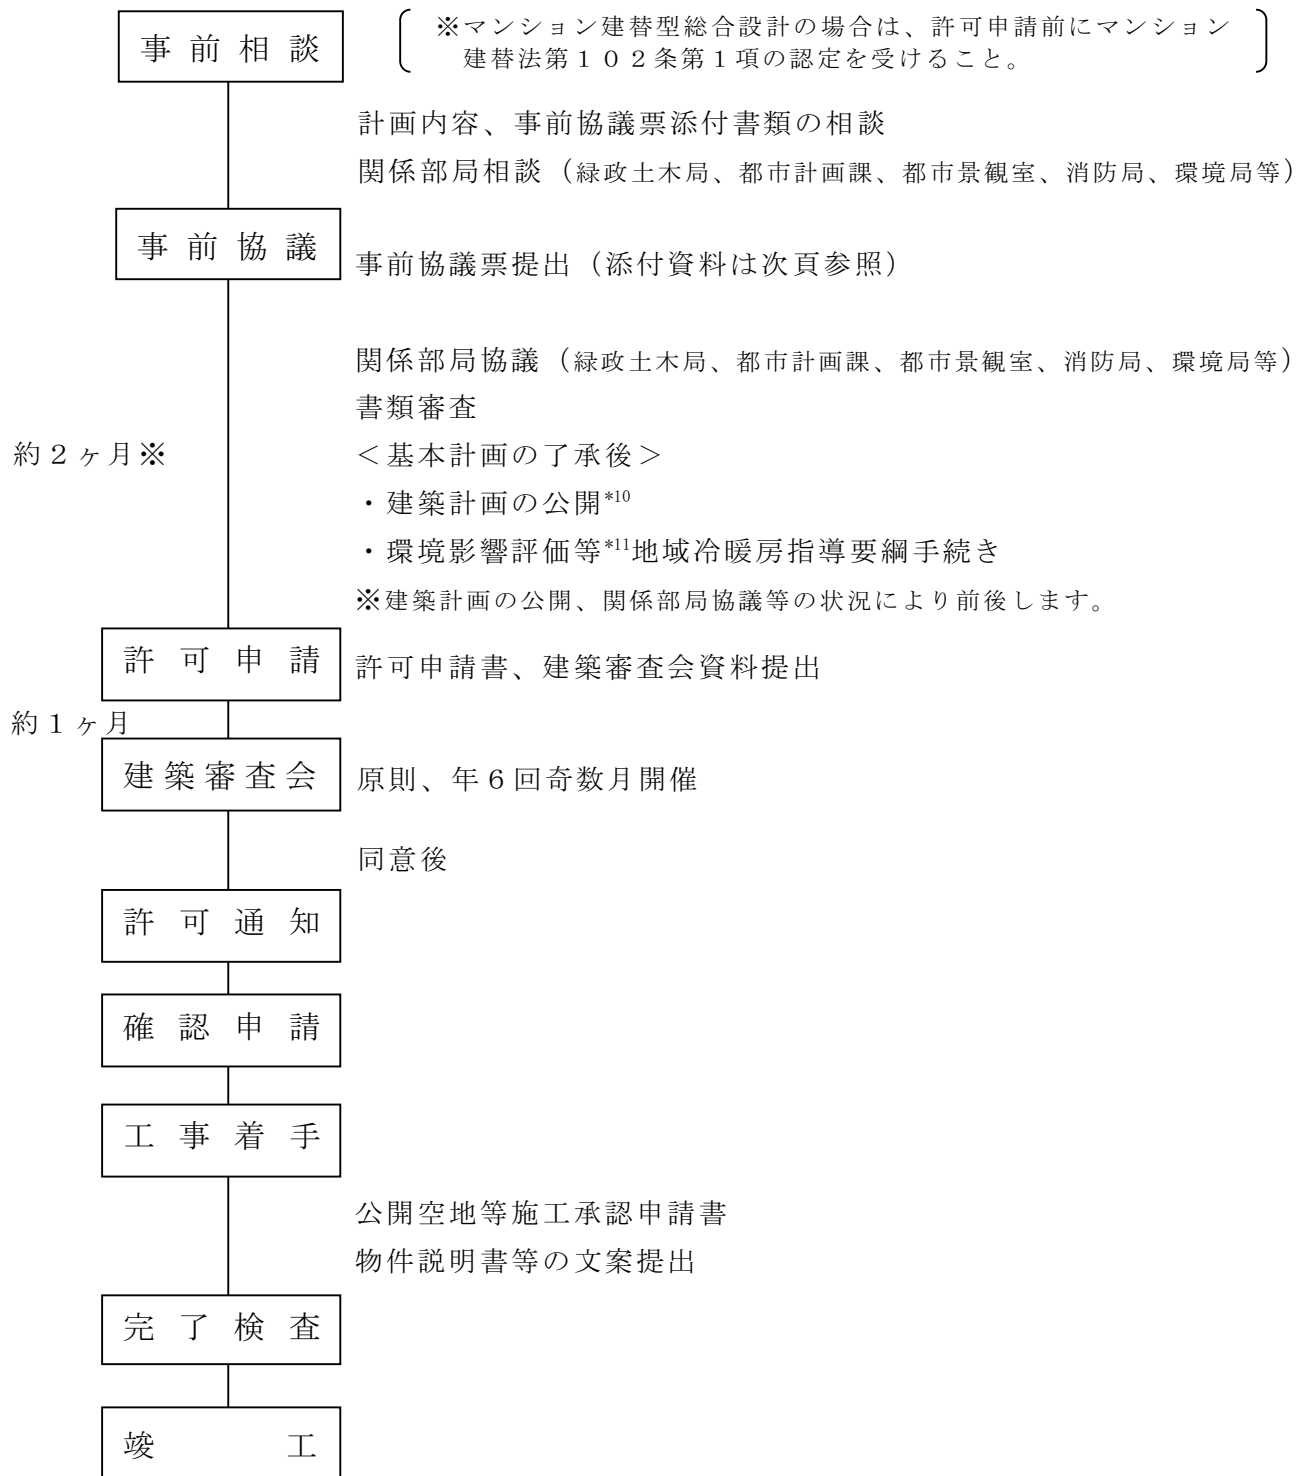 事前相談
※マンション建替型総合設計の場合は、許可申請前にマンション
建替法第１０２条第１項の認定を受けること。
計画内容、事前協議票添付書類の相談
関係部局相談（緑政土木局、都市計画課、都市景観室、消防局、環境局等）
事前協議
事前協議票提出（添付資料は次頁参照）
関係部局協議（緑政土木局、都市計画課、都市景観室、消防局、環境局等）
書類審査
約２ヶ月※
＜基本計画の了承後＞
・建築計画の公開*10
・環境影響評価等*11地域冷暖房指導要綱手続き
※建築計画の公開、関係部局協議等の状況により前後します。
許可申請
許可申請書、建築審査会資料提出
約１ヶ月
建築審査会
原則、年６回奇数月開催
同意後
許可通知
確認申請
工事着手
公開空地等施工承認申請書
物件説明書等の文案提出
完了検査
竣工